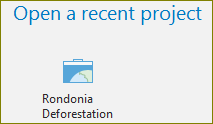 Open a recent project
Rondonia
Deforestation